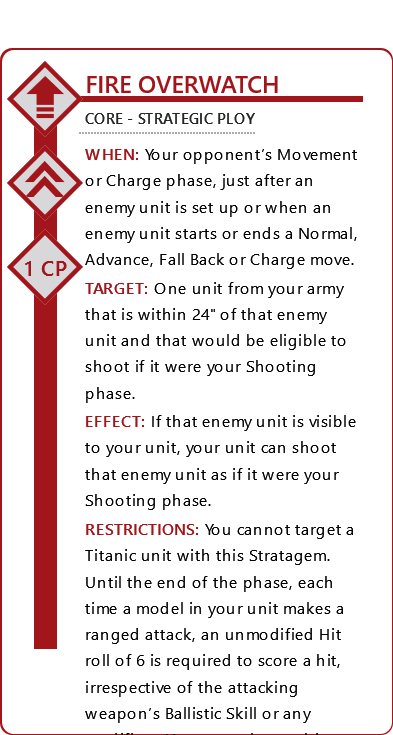 FIRE OVERWATCH
CORE - STRATEGIC PLOY
WHEN: Your opponent's Movement
or Charge phase, just after an
enemy unit is set up or when an
enemy unit starts or ends a Normal,
1 CP
Advance, Fall Back or Charge move.
TARGET: One unit from your army
that is within 24" of that enemy
unit and that would be eligible to
shoot if it were your Shooting
phase.
EFFECT: If that enemy unit is visible
to your unit, your unit can shoot
that enemy unit as if it were your
Shooting phase.
RESTRICTIONS: You cannot target a
Titanic unit with this Stratagem.
Until the end of the phase, each
time a model in your unit makes a
ranged attack, an unmodified Hit
roll of 6 is required to score a hit,
irrespective of the attacking
weapon's Ballistic Skill or any